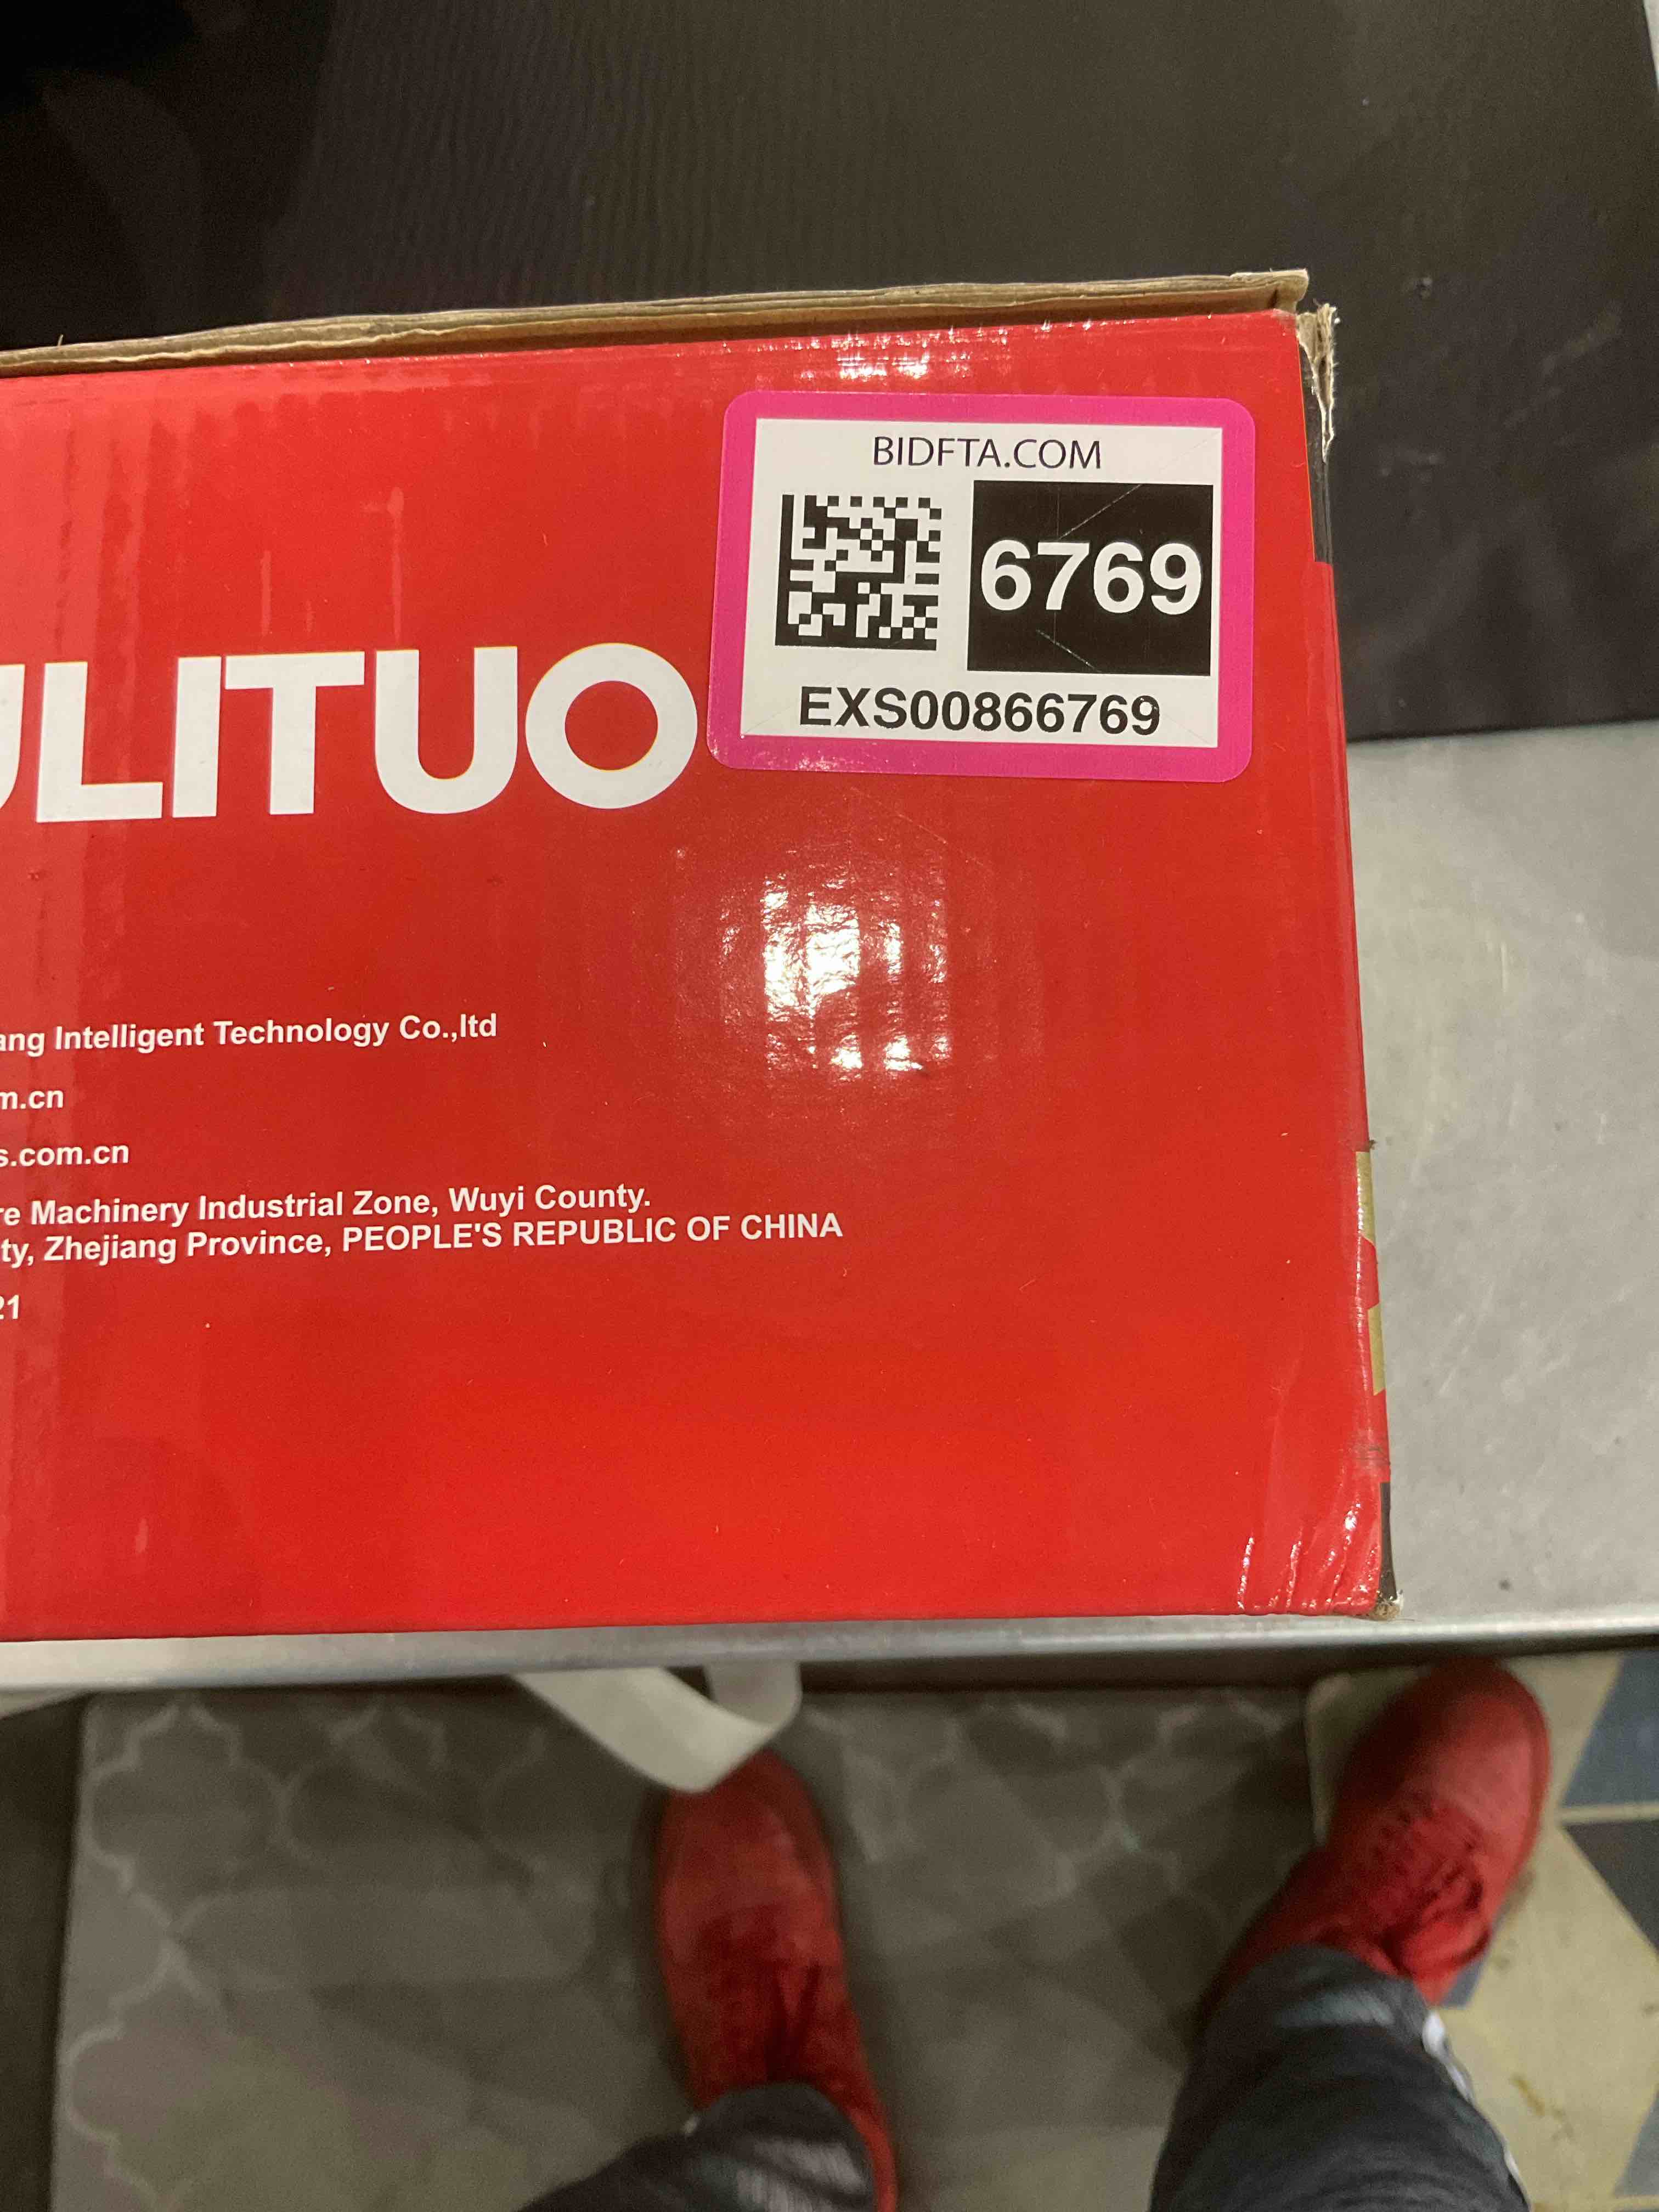 BIDFTA.COM
6769
EXS00866769
ULITUO
ang Intelligent Technology Co.,ltd
m.cn
s.com.cn
re Machinery Industrial Zone, Wuyi County.
ty, Zhejiang Province, PEOPLE'S REPUBLIC OF CHINA
21